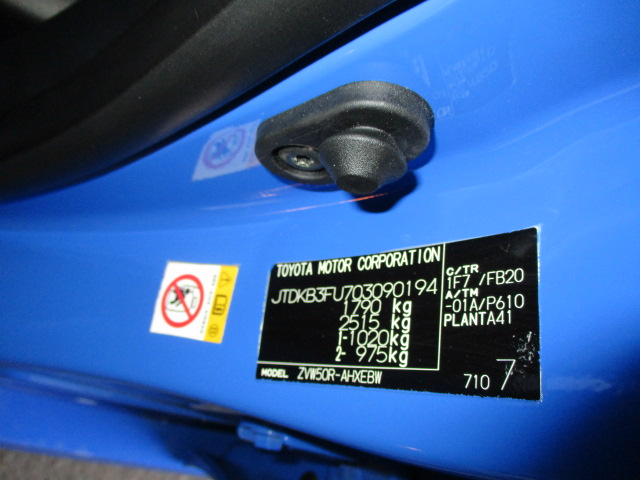 TOYOTA MOTOR CORPORATION
JTDKB3FU703090194
1790 kg
2515 kg
1-1020kg
2- 975kg
MODEL ZVW50R-AHXEBW
C/TR
1F7 /FB20
A/TM
-01A/P610
PLANTA41
710 7